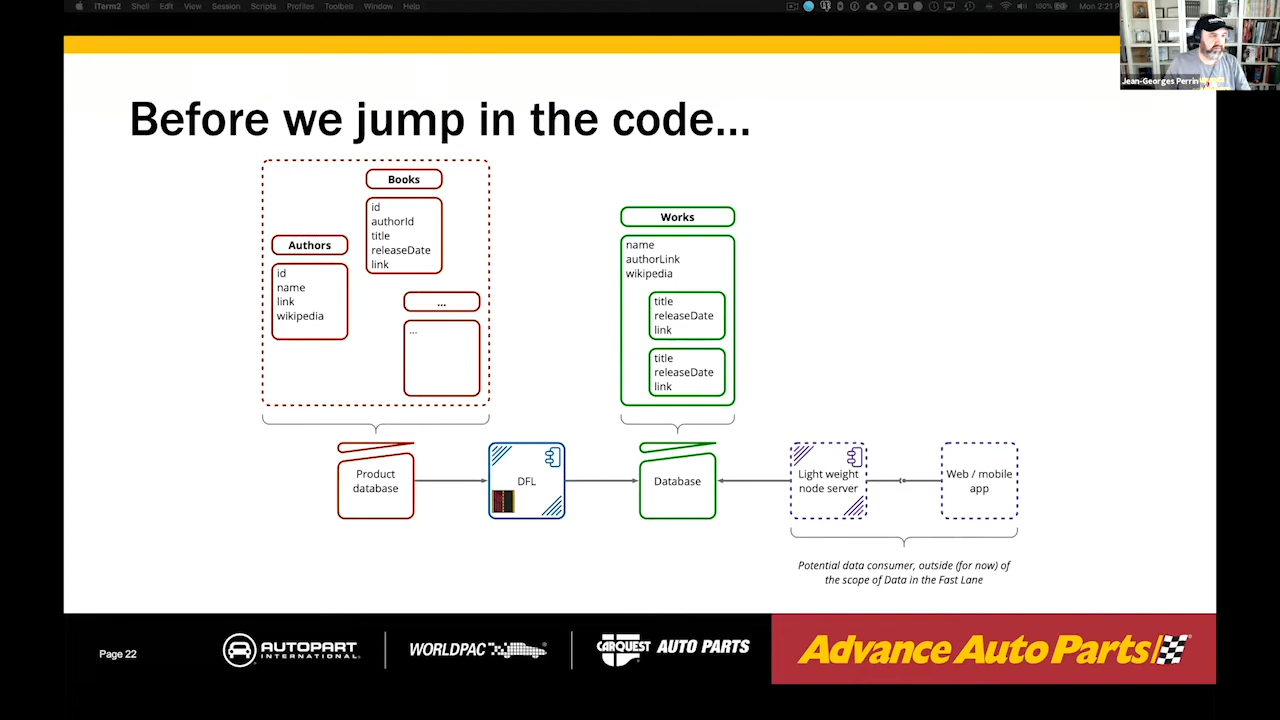 iTerm2 Shell Edit View Session Scripts Profiles Toolbelt Window Help
100%
Mon 2:21 P
Jean-Georges Perrin
Before we jump in the code...
Books
id
authorId
title
releaseDate
link
Authors
id
name
link
wikipedia
...
...
Works
name
authorLink
wikipedia
title
releaseDate
link
title
releaseDate
link
Product
database
DFL
Database
Light weight
node server
Web / mobile
app
Potential data consumer, outside (for now) of
the scope of Data in the Fast Lane
Page 22
AUTOPART
INTERNATIONAL
WORLDPAC
CARQUEST AUTO PARTS
Advance Auto Parts